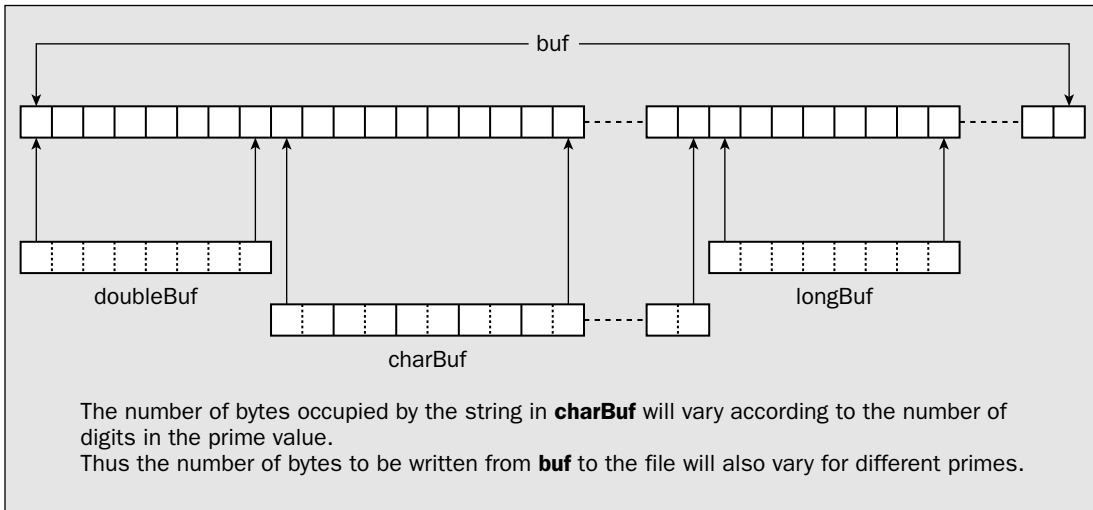 buf
doubleBuf
longBuf
charBuf
The number of bytes occupied by the string in charBuf will vary according to the number of
digits in the prime value.
Thus the number of bytes to be written from buf to the file will also vary for different primes.